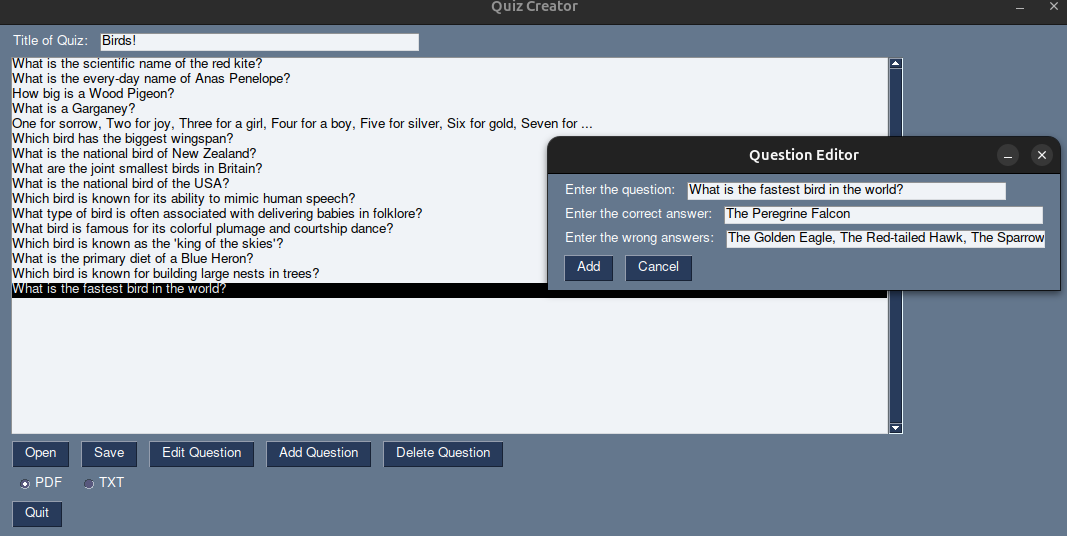 Quiz Creator
Title of Quiz: Birds!
What is the scientific name of the red kite?
What is the every-day name of Anas Penelope?
How big is a Wood Pigeon?
What is a Garganey?
One for sorrow, Two for joy, Three for a girl, Four for a boy, Five for silver, Six for gold, Seven for ...
Which bird has the biggest wingspan?
What is the national bird of New Zealand?
What are the joint smallest birds in Britain?
What is the national bird of the USA?
Which bird is known for its ability to mimic human speech?
What type of bird is often associated with delivering babies in folklore?
What bird is famous for its colorful plumage and courtship dance?
Which bird is known as the 'king of the skies'?
What is the primary diet of a Blue Heron?
Which bird is known for building large nests in trees?
What is the fastest bird in the world?
Question Editor
Enter the question: What is the fastest bird in the world?
Enter the correct answer: The Peregrine Falcon
Enter the wrong answers: The Golden Eagle, The Red-tailed Hawk, The Sparrow
Add Cancel
Open Save Edit Question Add Question Delete Question
PDF TXT
Quit